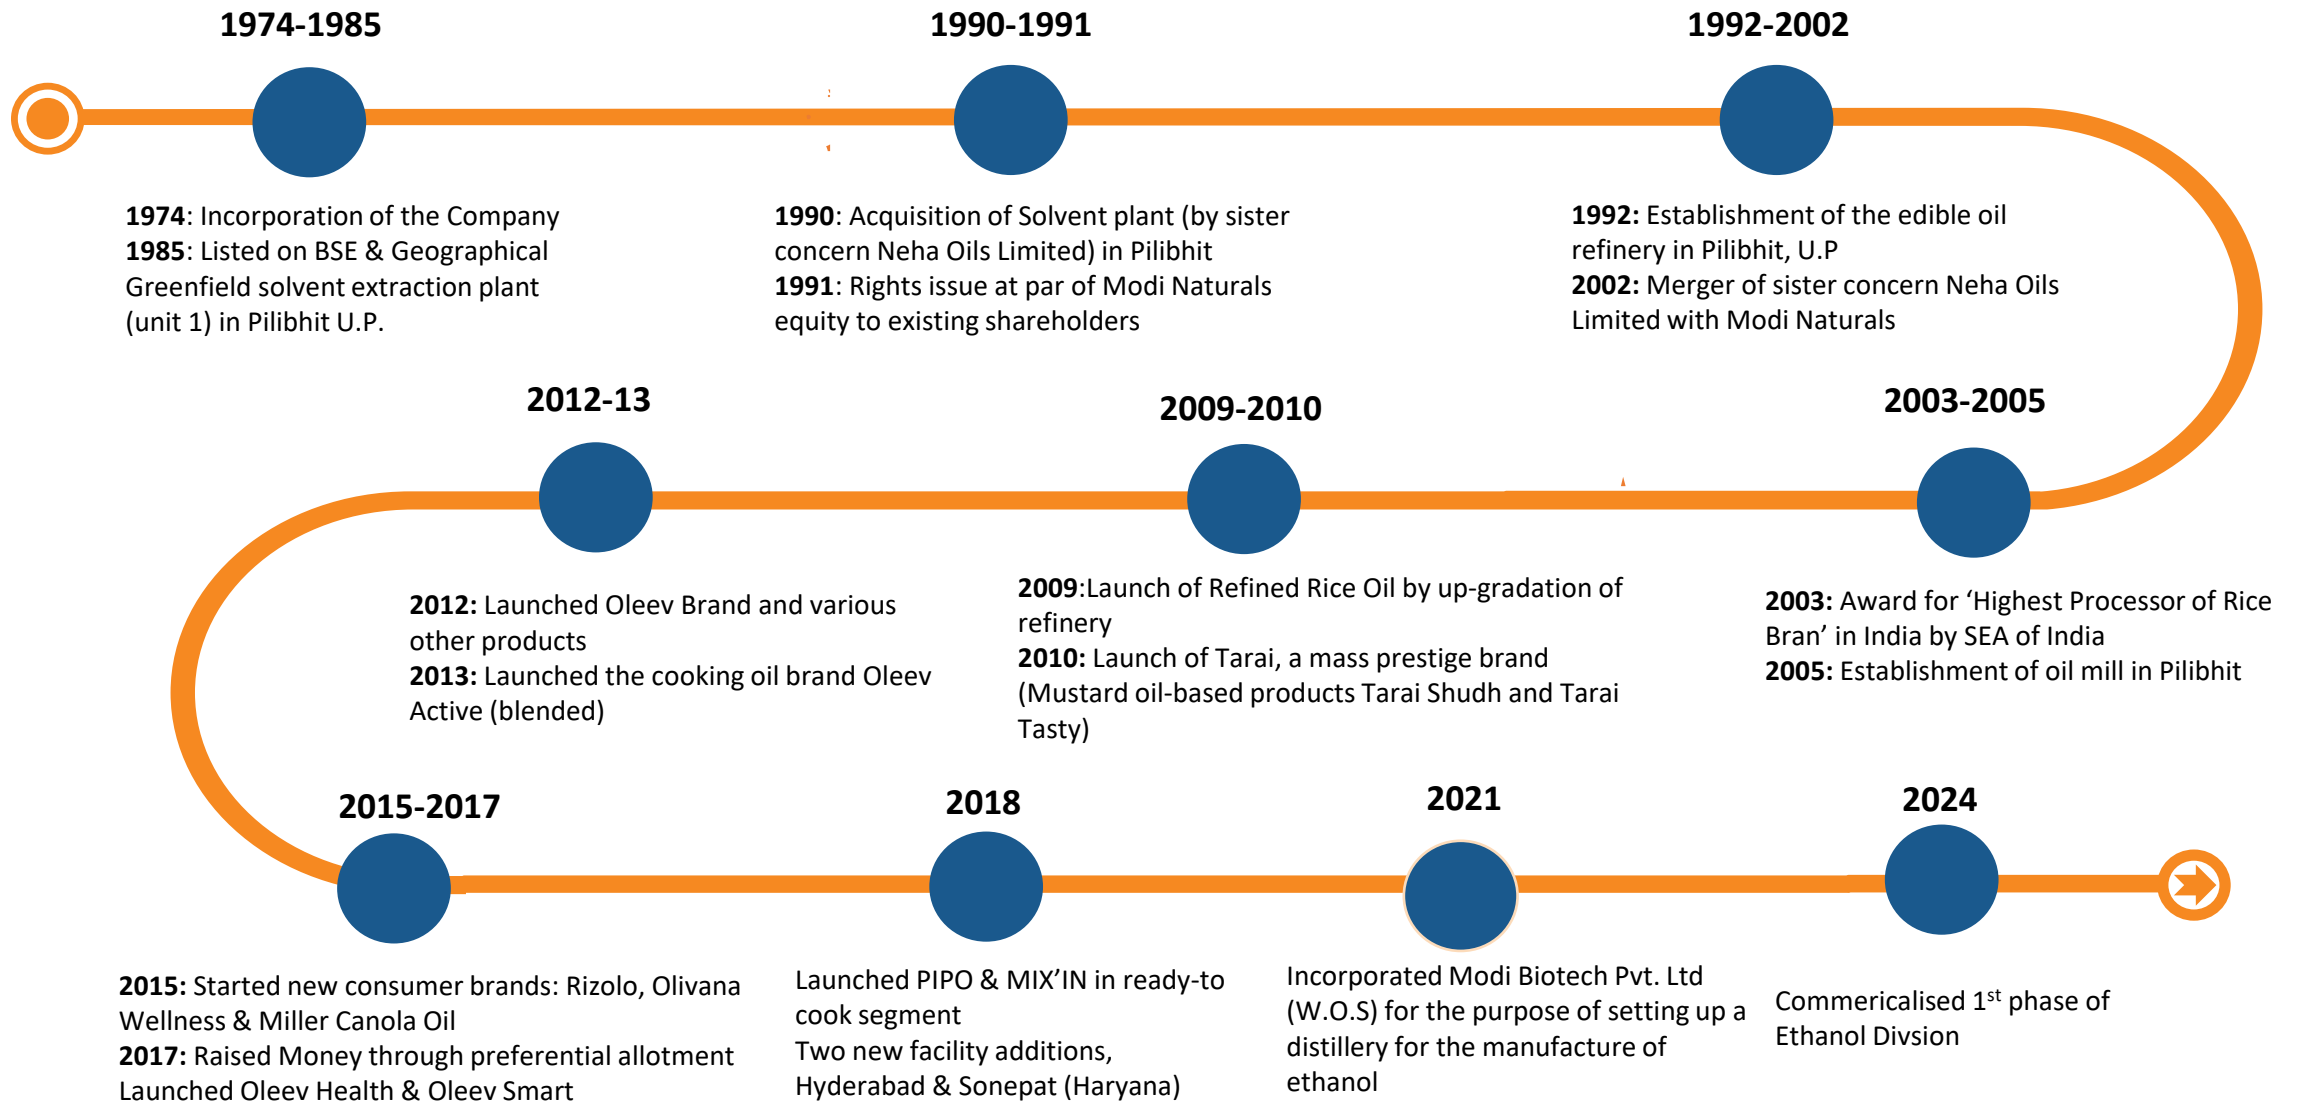 1974-1985
1974: Incorporation of the Company
1985: Listed on BSE & Geographical
Greenfield solvent extraction plant
(unit 1) in Pilibhit U.P.
1990-1991
1990: Acquisition of Solvent plant (by sister
concern Neha Oils Limited) in Pilibhit
1991: Rights issue at par of Modi Naturals
equity to existing shareholders
1992-2002
1992: Establishment of the edible oil
refinery in Pilibhit, U.P
2002: Merger of sister concern Neha Oils
Limited with Modi Naturals
2003-2005
2003: Award for ‘Highest Processor of Rice
Bran’ in India by SEA of India
2005: Establishment of oil mill in Pilibhit
2009-2010
2009:Launch of Refined Rice Oil by up-gradation of
refinery
2010: Launch of Tarai, a mass prestige brand
(Mustard oil-based products Tarai Shudh and Tarai
Tasty)
2012-13
2012: Launched Oleev Brand and various
other products
2013: Launched the cooking oil brand Oleev
Active (blended)
2015-2017
2015: Started new consumer brands: Rizolo, Olivana
Wellness & Miller Canola Oil
2017: Raised Money through preferential allotment
Launched Oleev Health & Oleev Smart
2018
Launched PIPO & MIX’IN in ready-to
cook segment
Two new facility additions,
Hyderabad & Sonepat (Haryana)
2021
Incorporated Modi Biotech Pvt. Ltd
(W.O.S) for the purpose of setting up a
distillery for the manufacture of
ethanol
2024
Commericalised 1st phase of
Ethanol Divsion